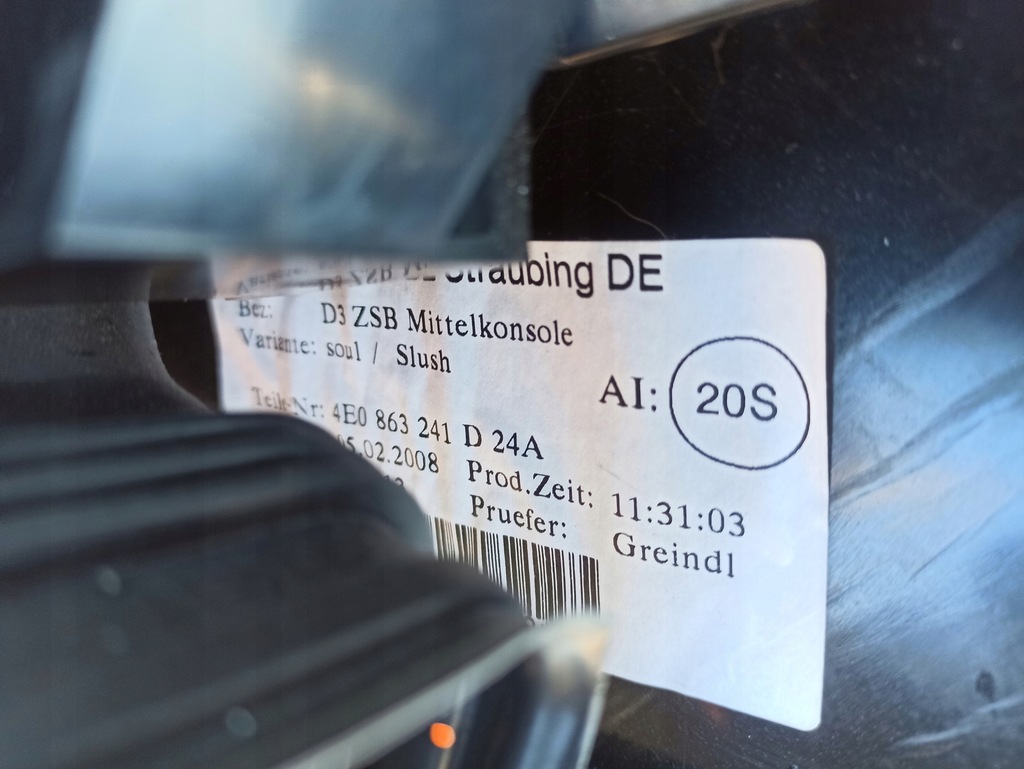 Straubing DE
Bez: D3 ZSB Mittelkonsole
Variante: soul / Slush
AI: 20S
Teile-Nr: 4E0 863 241 D 24A
05.02.2008 Prod.Zeit: 11:31:03
Pruefer: Greindl